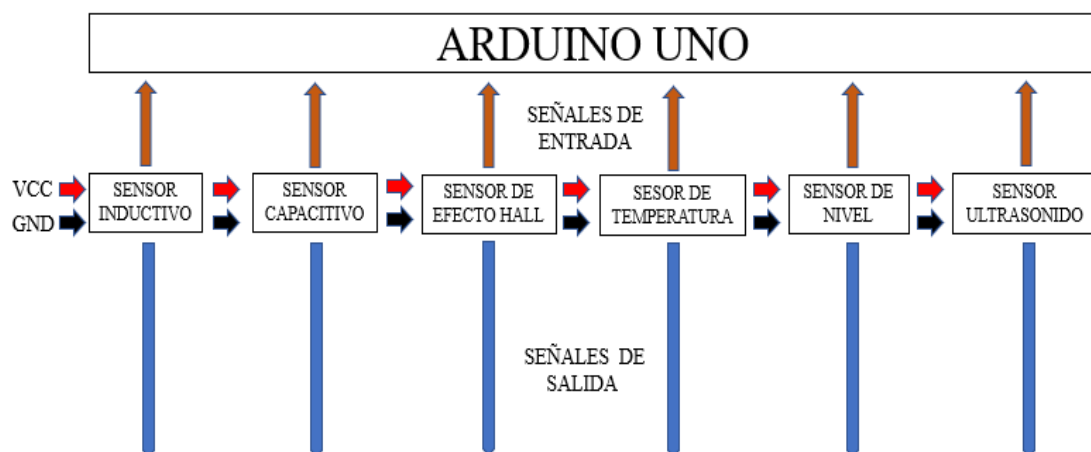 ARDUINO UNO
SEÑALES DE
ENTRADA
VCC
GND
SENSOR
INDUCTIVO
SENSOR
CAPACITIVO
SENSOR DE
EFECTO HALL
SESOR DE
TEMPERATURA
SENSOR DE
NIVEL
SENSOR
ULTRASONIDO
SEÑALES DE
SALIDA